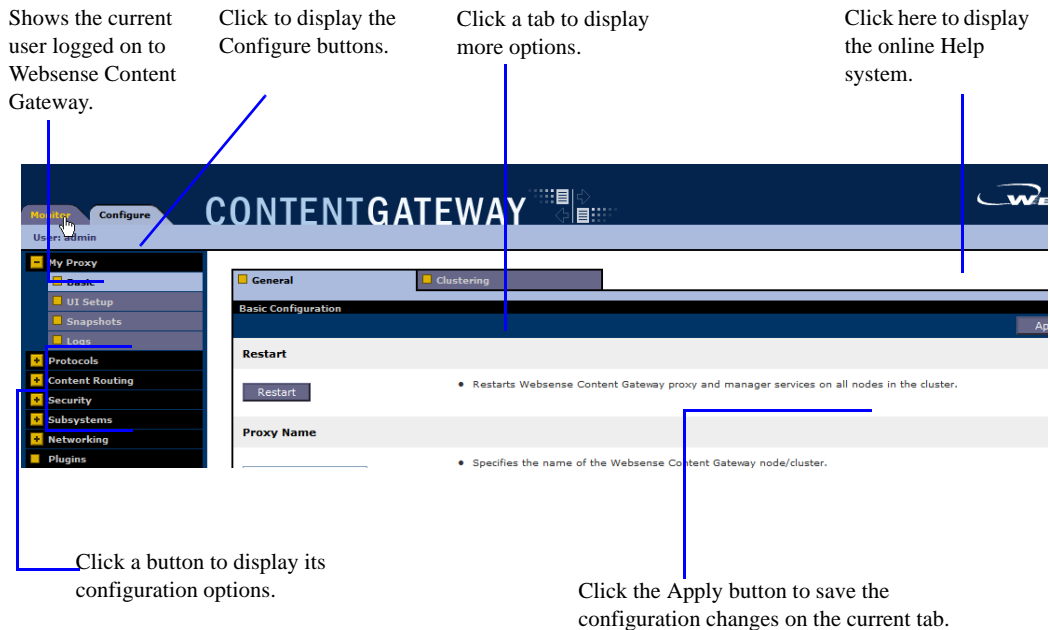 Shows the current
user logged on to
Websense Content
Gateway.
Click to display the
Configure buttons.
Click a tab to display
more options.
Click here to display
the online Help
system.
Monitor
Configure
CONTENTGATEWAY
User: admin
My Proxy
Basic
UI Setup
Snapshots
Logs
Protocols
Content Routing
Security
Subsystems
Networking
Plugins
General
Clustering
Basic Configuration
Restart
Restart
• Restarts Websense Content Gateway proxy and manager services on all nodes in the cluster.
Proxy Name
• Specifies the name of the Websense Content Gateway node/cluster.
Click a button to display its
configuration options.
Click the Apply button to save the
configuration changes on the current tab.